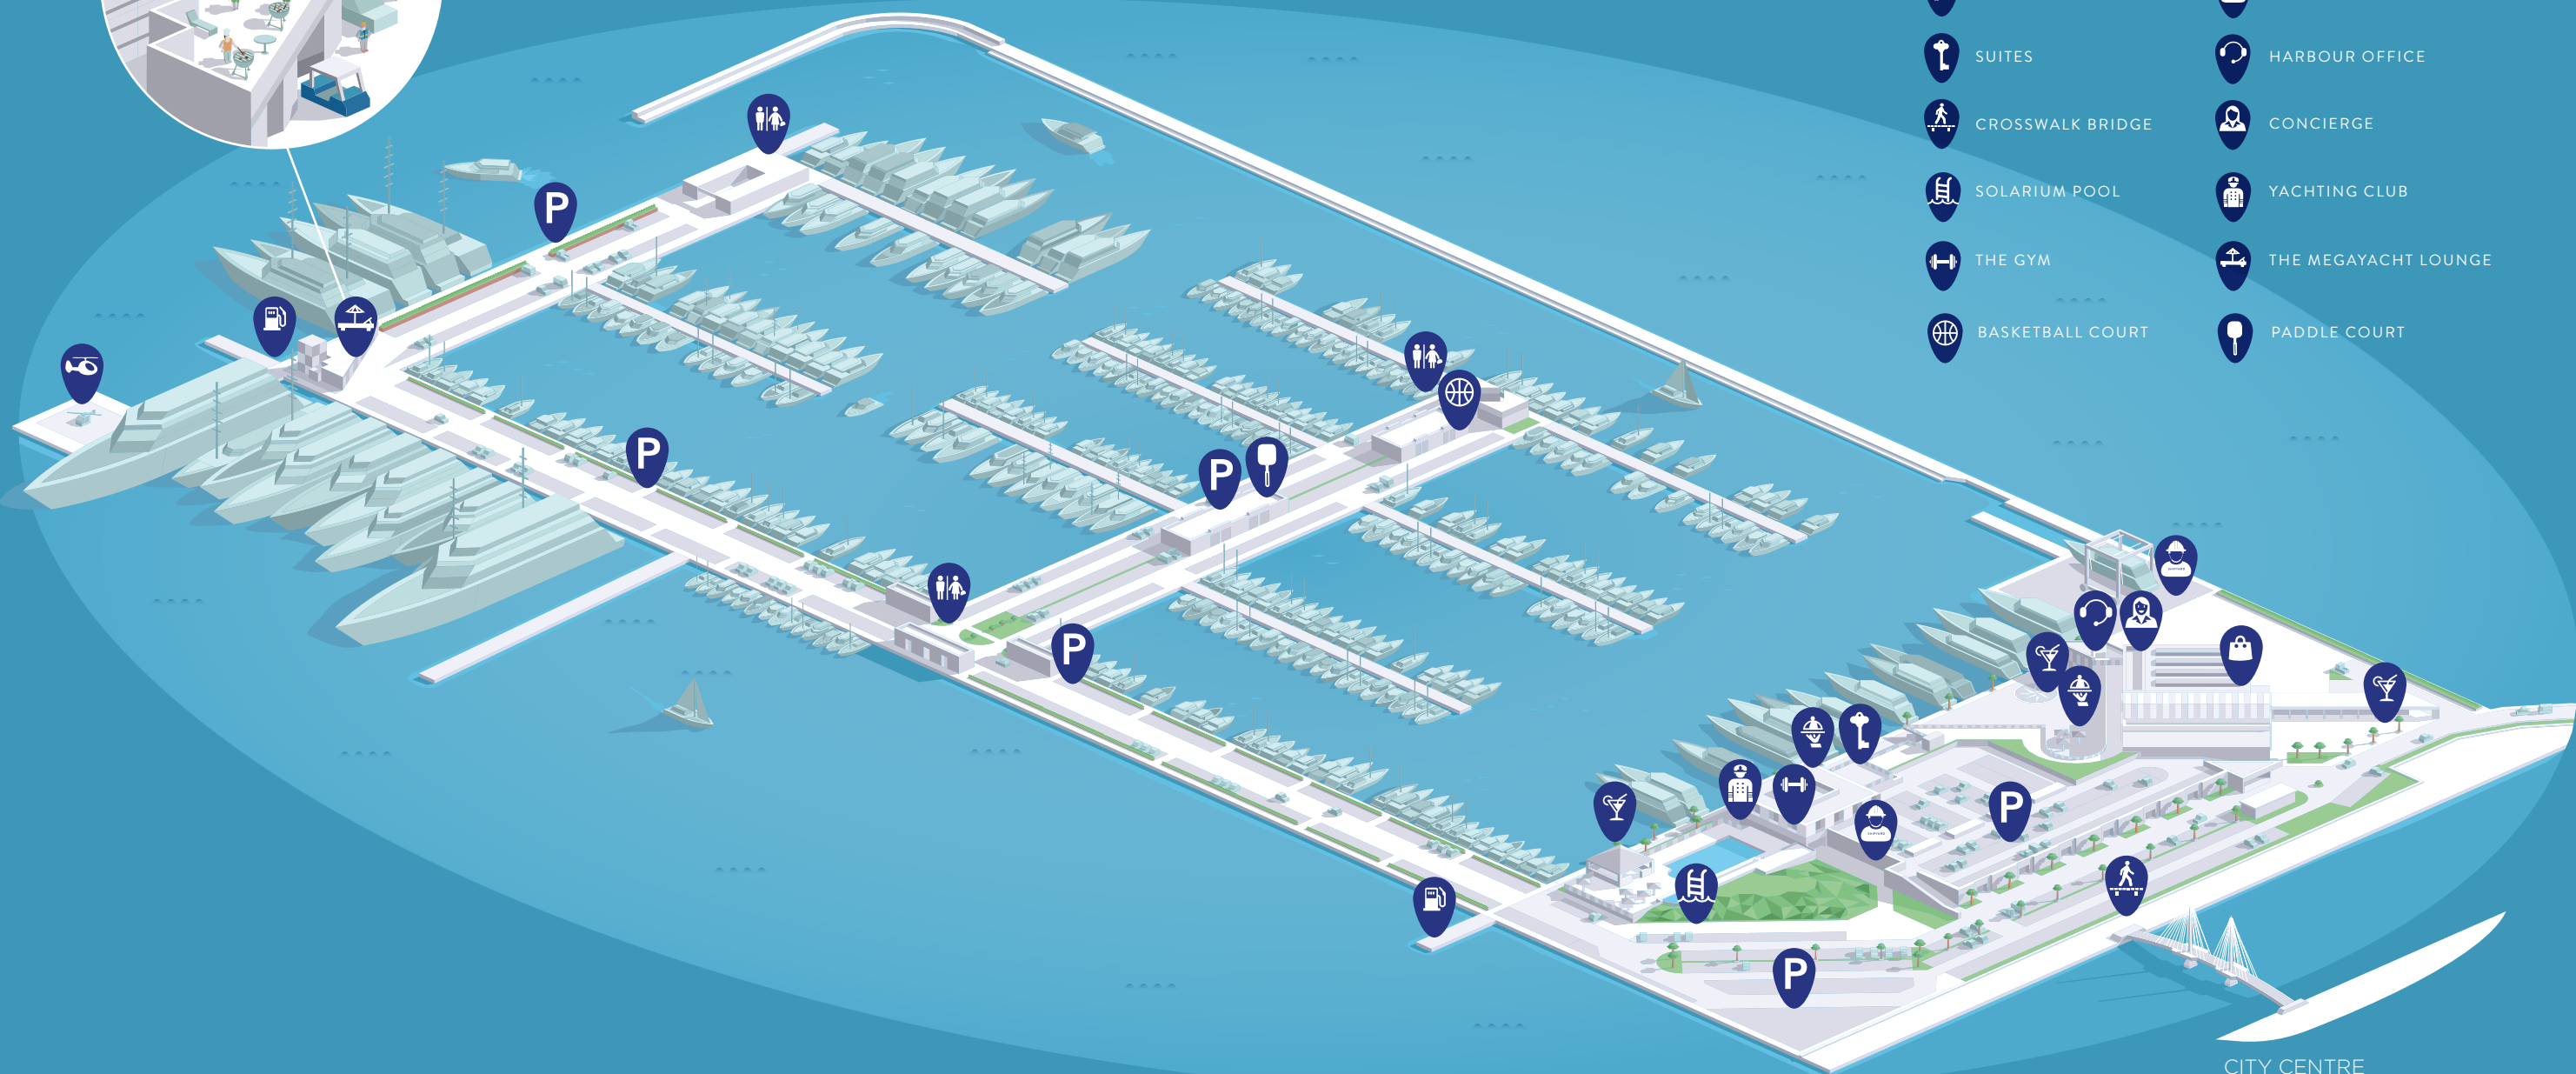 SUITES
HARBOUR OFFICE
CROSSWALK BRIDGE
CONCIERGE
SOLARIUM POOL
YACHTING CLUB
THE GYM
THE MEGAYACHT LOUNGE
BASKETBALL COURT
PADDLE COURT
P
P
P
P
P
P
CITY CENTRE